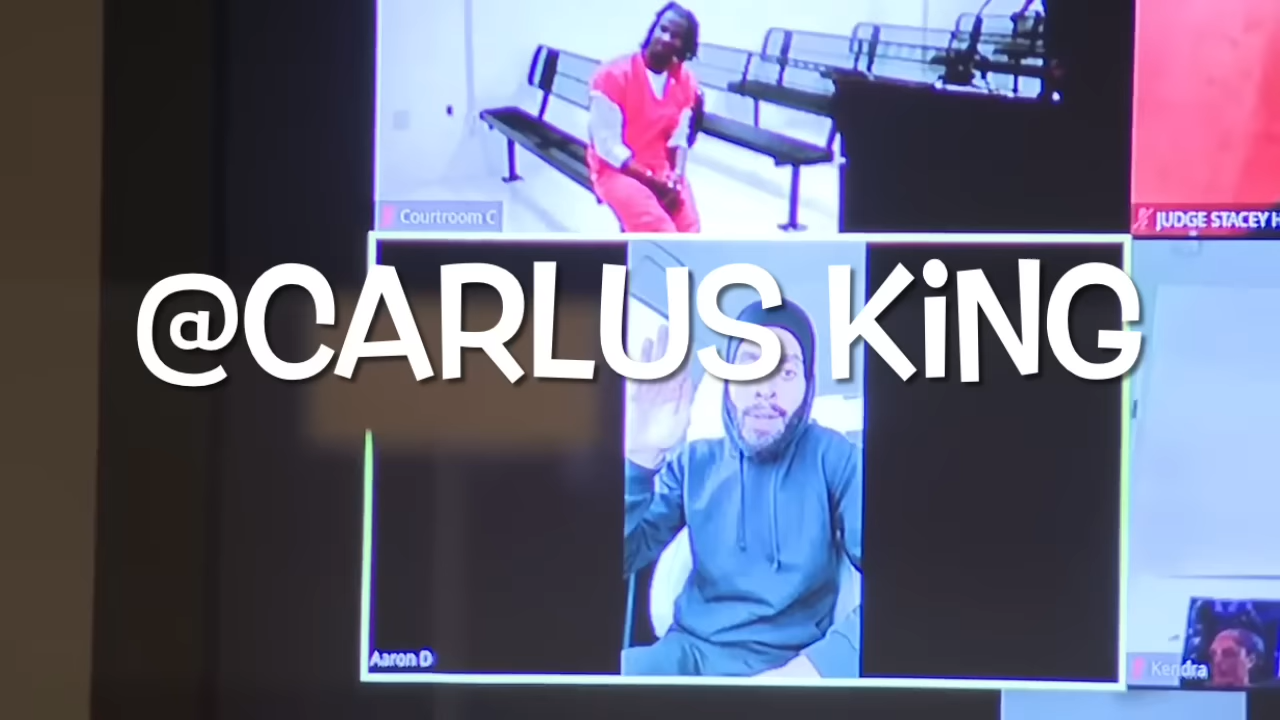 Courtroom C
JUDGE STACEY H
@CARLUS KiNG
Aaron D
Kendra